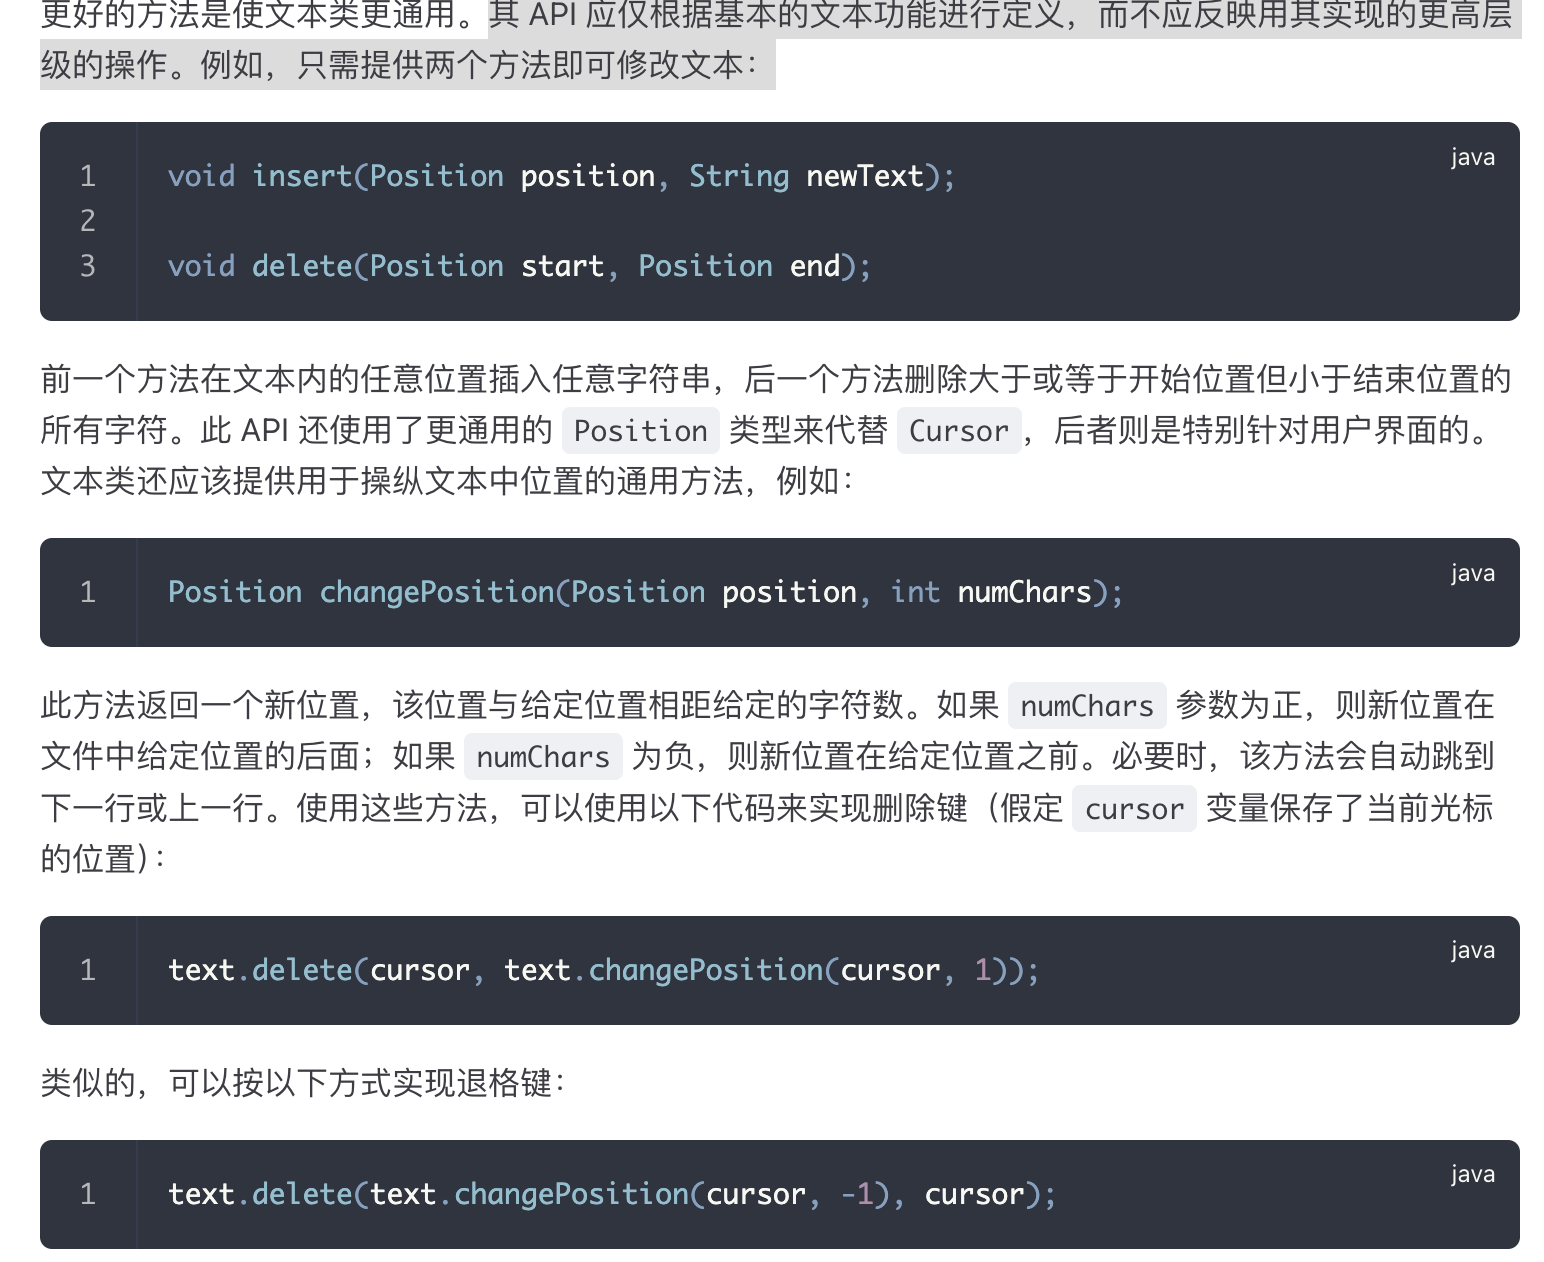 更好的方法是使文本类更通用。其 API 应仅根据基本的文本功能进行定义，而不应反映用其实现的更高层
级的操作。例如，只需提供两个方法即可修改文本：
java
1 void insert(Position position, String newText);
2
3 void delete(Position start, Position end);
前一个方法在文本内的任意位置插入任意字符串，后一个方法删除大于或等于开始位置但小于结束位置的
所有字符。此 API 还使用了更通用的 Position 类型来代替 Cursor，后者则是特别针对用户界面的。
文本类还应该提供用于操纵文本中位置的通用方法，例如：
java
1 Position changePosition(Position position, int numChars);
此方法返回一个新位置，该位置与给定位置相距给定的字符数。如果 numChars 参数为正，则新位置在
文件中给定位置的后面；如果 numChars 为负，则新位置在给定位置之前。必要时，该方法会自动跳到
下一行或上一行。使用这些方法，可以使用以下代码来实现删除键（假定 cursor 变量保存了当前光标
的位置）：
java
1 text.delete(cursor, text.changePosition(cursor, 1));
类似的，可以按以下方式实现退格键：
java
1 text.delete(text.changePosition(cursor, -1), cursor);